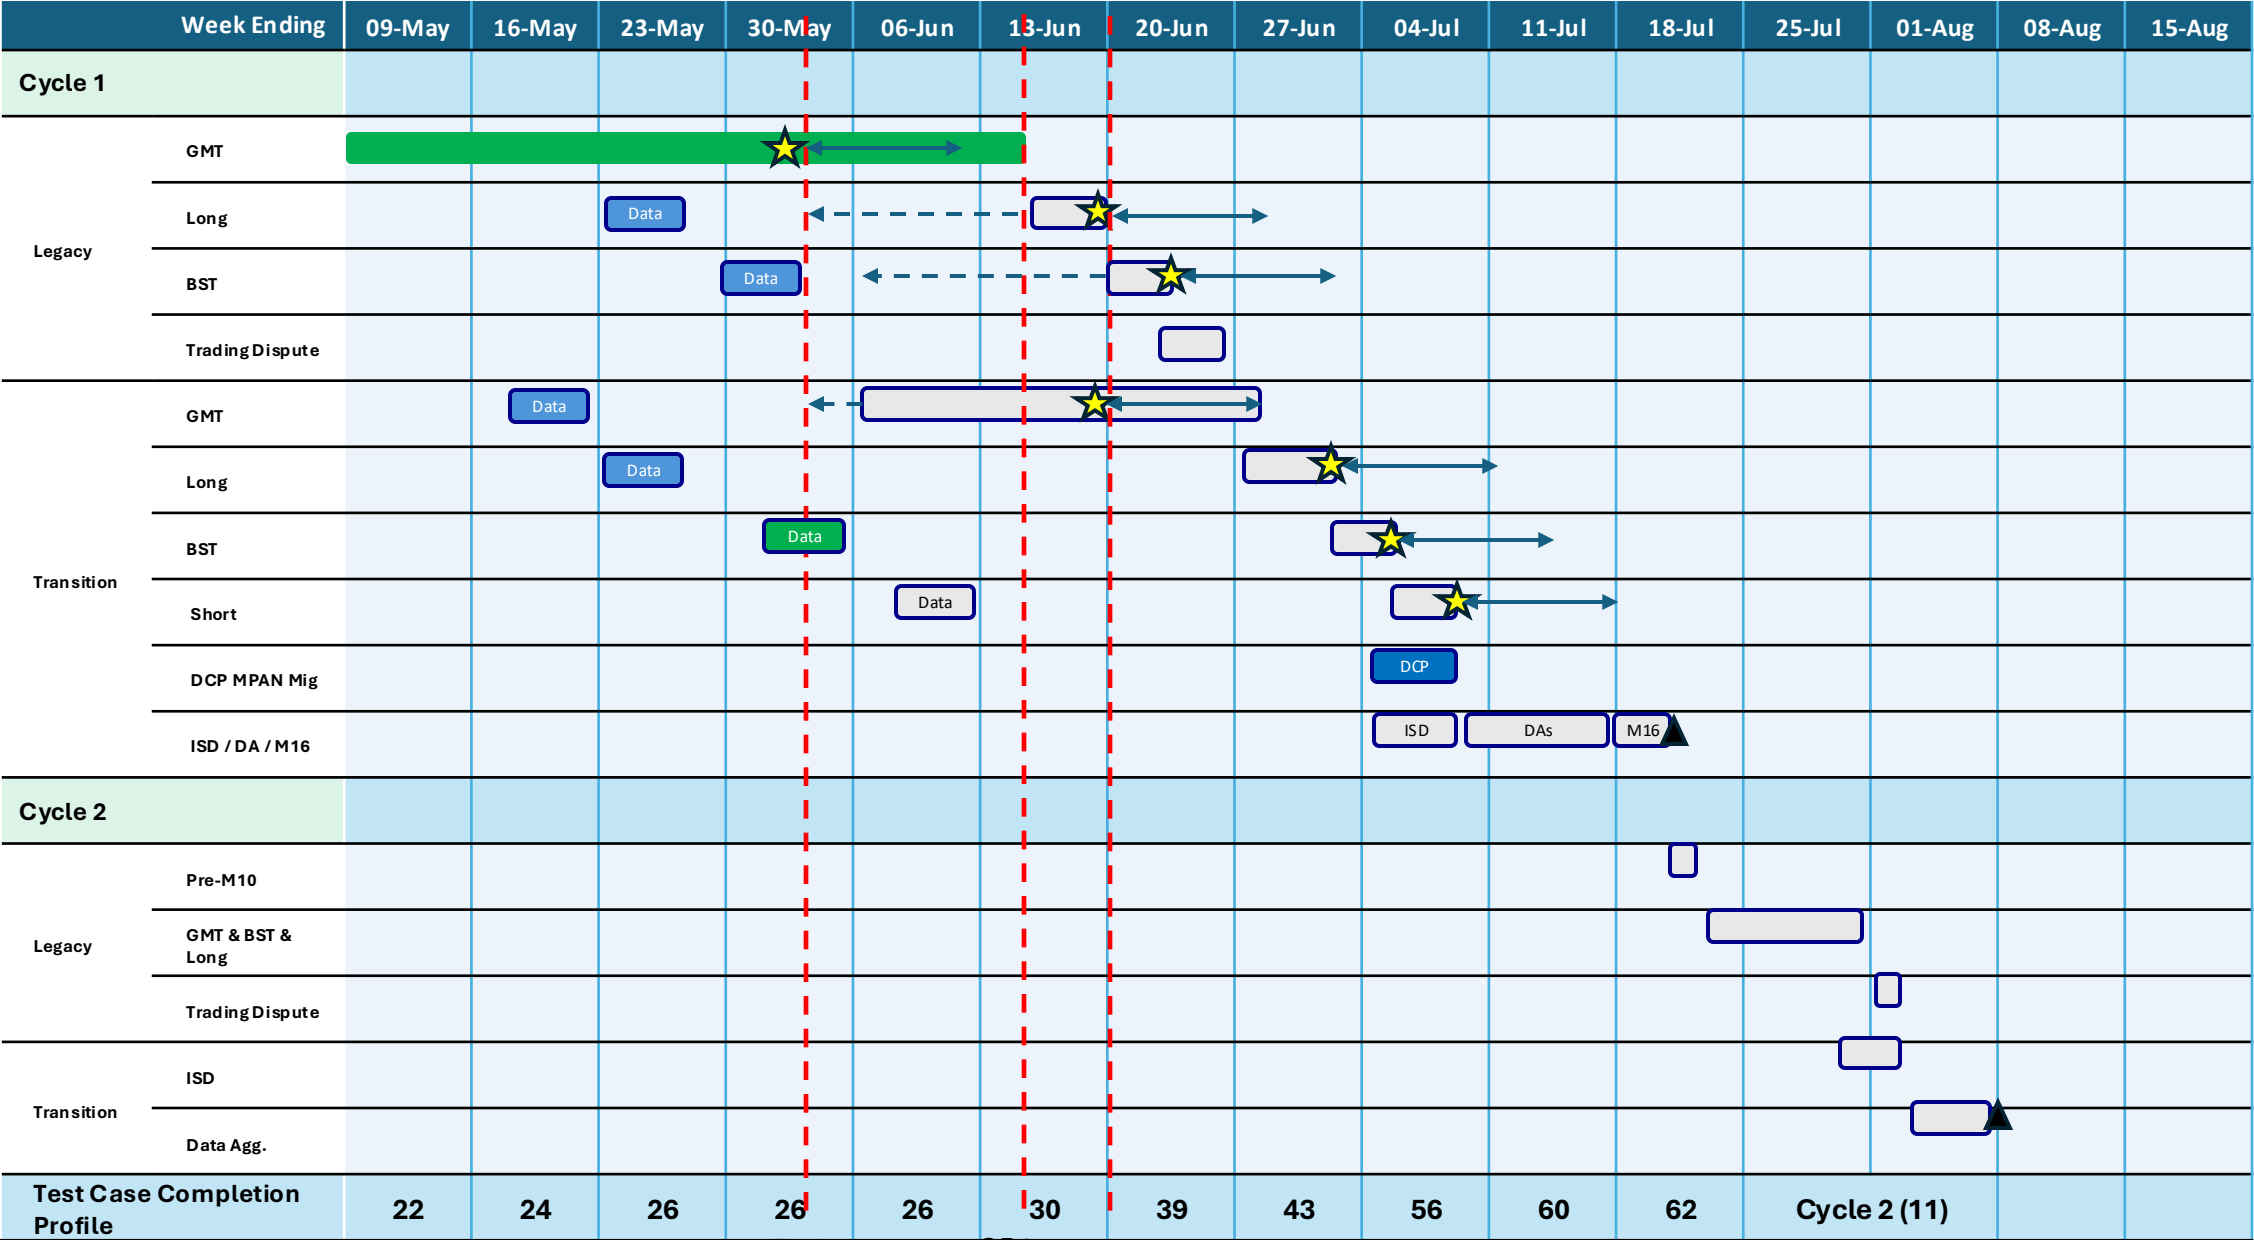 Week Ending 09-May 16-May 23-May 30-May 06-Jun 13-Jun 20-Jun 27-Jun 04-Jul 11-Jul 18-Jul 25-Jul 01-Aug 08-Aug 15-Aug
Cycle 1
Legacy
GMT
Long Data
BST Data
Trading Dispute
Transition
GMT Data
Long Data
BST Data
Short Data
DCP MPAN Mig DCP
ISD / DA / M16 ISD DAs M16
Cycle 2
Legacy
Pre-M10
GMT & BST &
Long
Trading Dispute
Transition
ISD
Data Agg.
Test Case Completion
Profile
22 24 26 26 26 30 39 43 56 60 62 Cycle 2 (11)